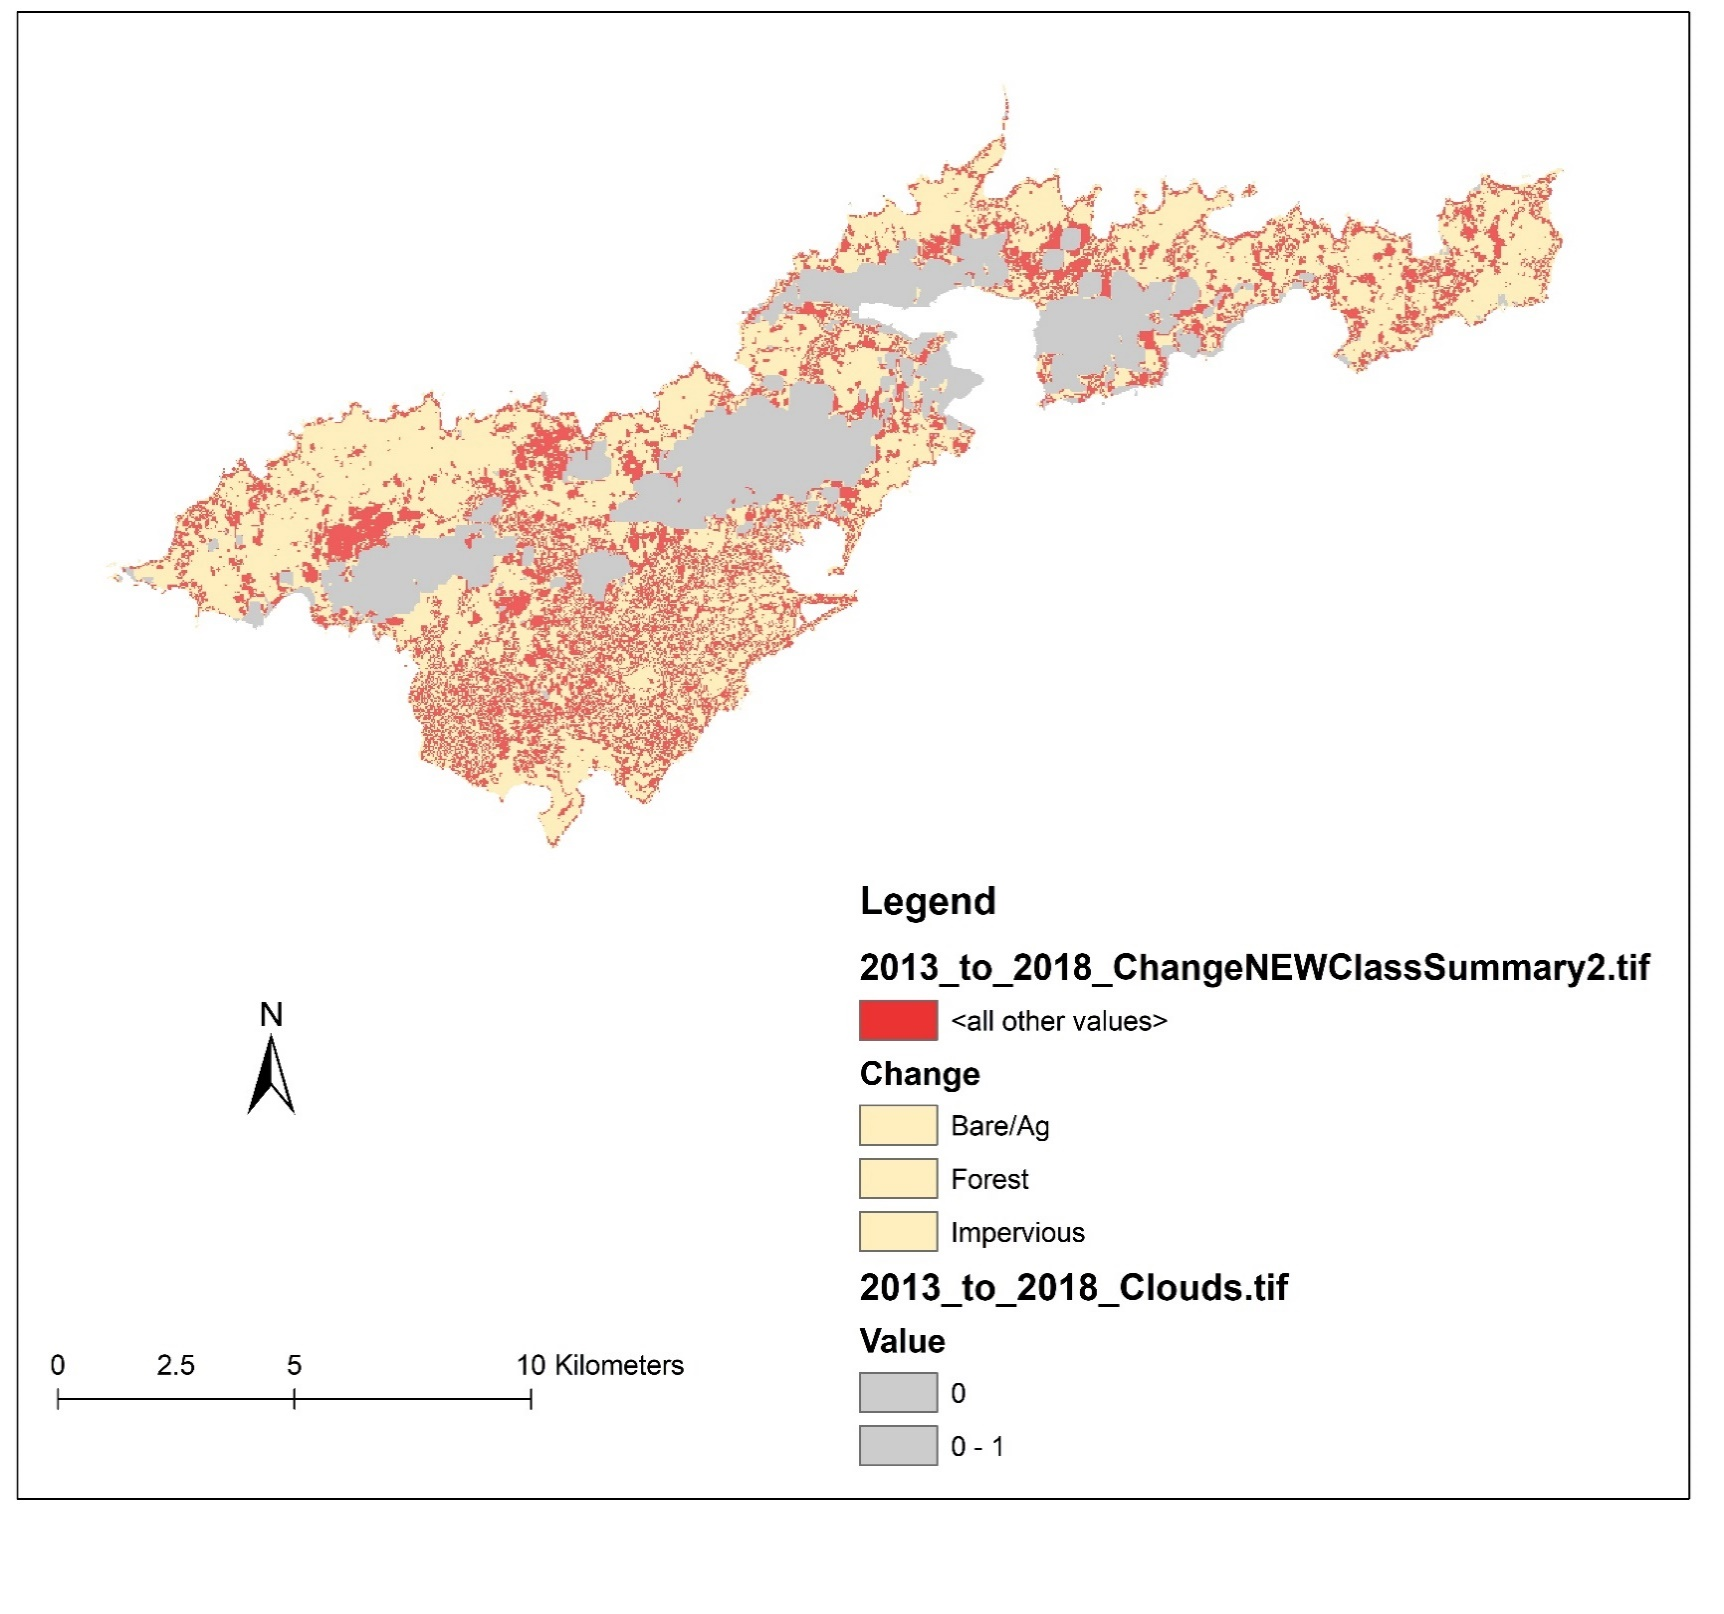 Legend
2013_to_2018_ChangeNEWClassSummary2.tif
<all other values>
Change
Bare/Ag
Forest
Impervious
2013_to_2018_Clouds.tif
Value
0
0 - 1
N
0 2.5 5 10 Kilometers